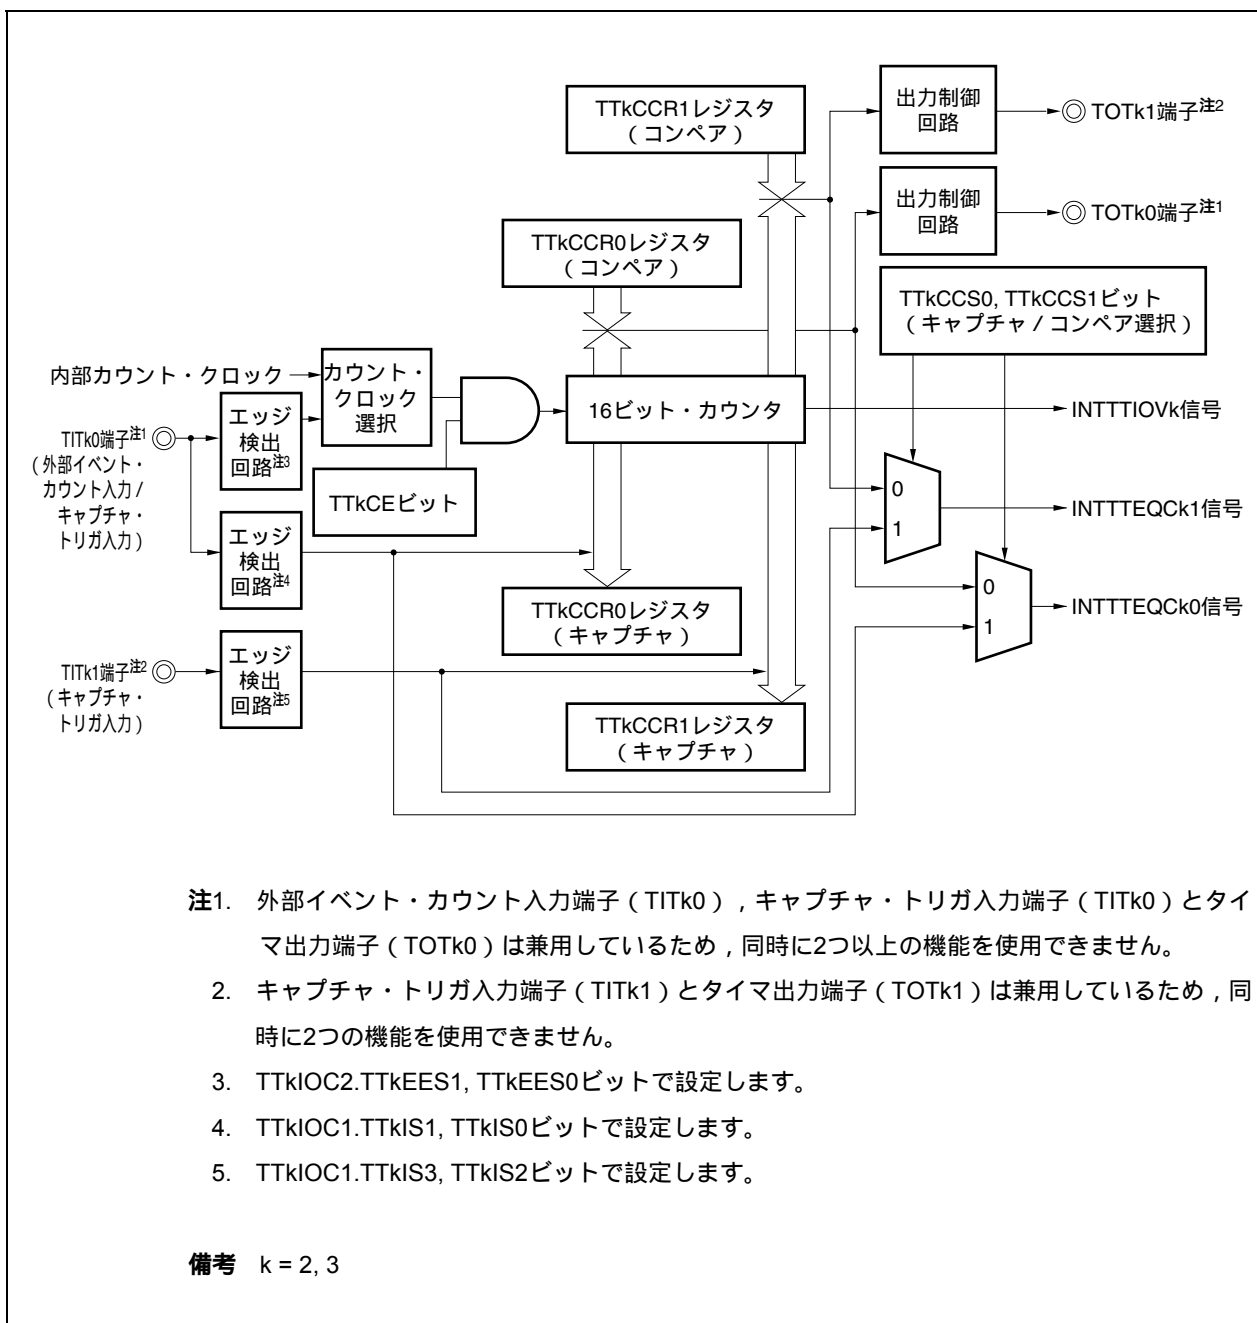 TTkCCR1レジスタ
（コンペア）
出力制御
回路
TOTk1端子注2
TTkCCR0レジスタ
（コンペア）
出力制御
回路
TOTk0端子注1
TTkCCS0, TTkCCS1ビット
（キャプチャ／コンペア選択）
内部カウント・クロック
カウント・
クロック
選択
16ビット・カウンタ
INTTTIOVk信号
TITk0端子注1
（外部イベント・
カウント入力／
キャプチャ・
トリガ入力）
エッジ
検出
回路注3
TTkCEビット
0
1
INTTTEQCk1信号
エッジ
検出
回路注4
TTkCCR0レジスタ
（キャプチャ）
0
1
INTTTEQCk0信号
TITk1端子注2
（キャプチャ・
トリガ入力）
エッジ
検出
回路注5
TTkCCR1レジスタ
（キャプチャ）
注1. 外部イベント・カウント入力端子（TITk0），キャプチャ・トリガ入力端子（TITk0）とタイ
マ出力端子（TOTk0）は兼用しているため，同時に2つ以上の機能を使用できません。
2. キャプチャ・トリガ入力端子（TITk1）とタイマ出力端子（TOTk1）は兼用しているため，同
時に2つの機能を使用できません。
3. TTkIOC2.TTkEES1, TTkEES0ビットで設定します。
4. TTkIOC1.TTkIS1, TTkIS0ビットで設定します。
5. TTkIOC1.TTkIS3, TTkIS2ビットで設定します。
備考 k = 2, 3